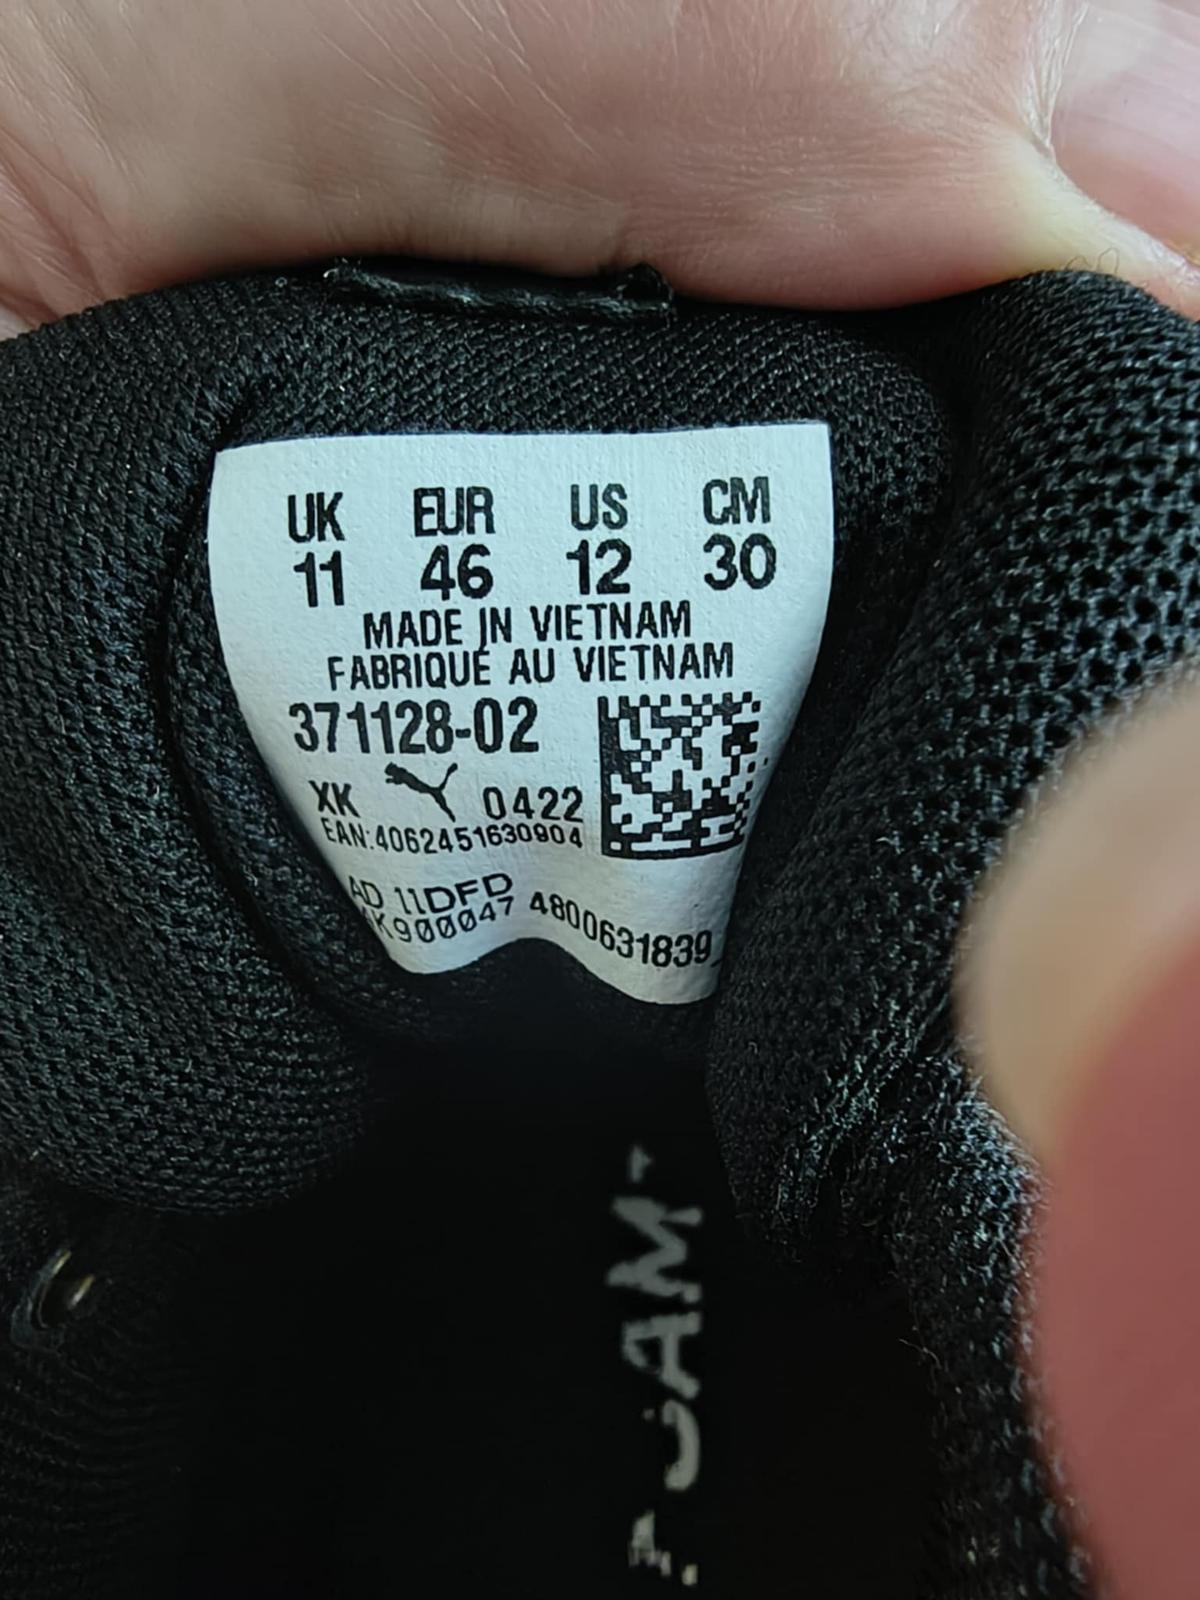 UK EUR US CM
11 46 12 30
MADE IN VIETNAM
FABRIQUE AU VIETNAM
371128-02
XK 0422
EAN:4062451630904
AD 11DFD
K900047 4800631839